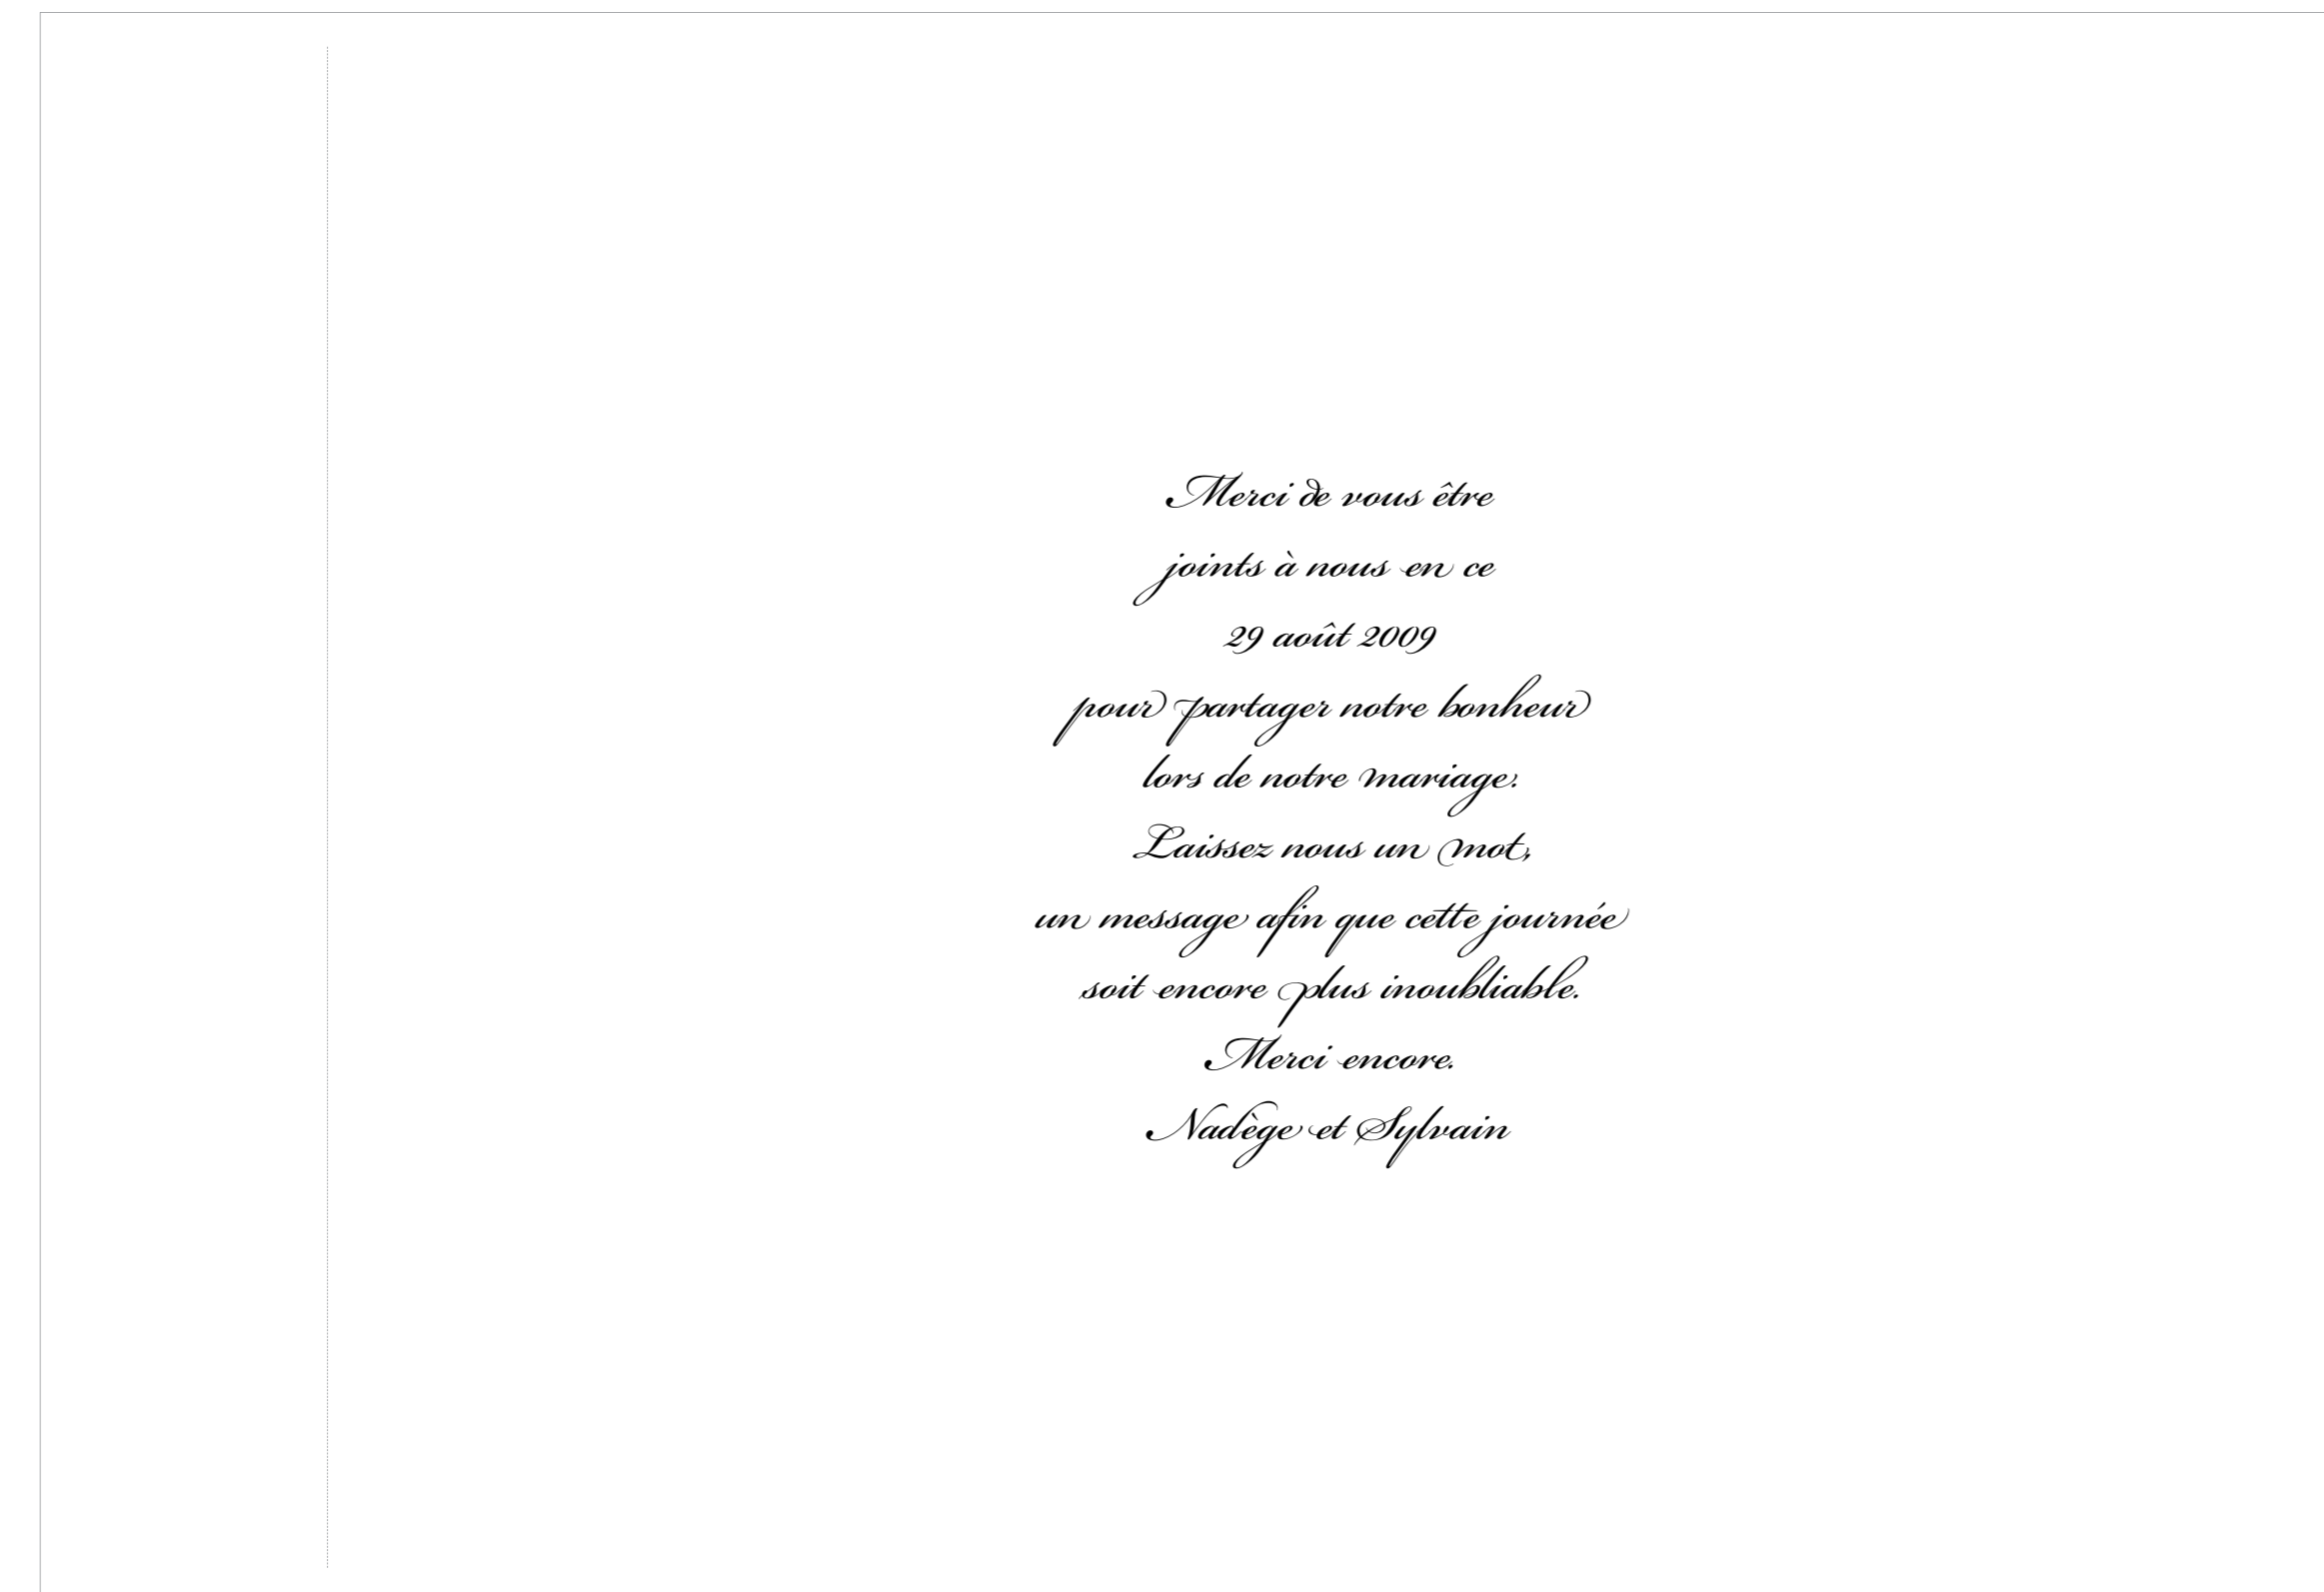 Merci de vous être
joints à nous en ce
29 août 2009
pour partager notre bonheur
lors de notre mariage.
Laissez nous un mot,
un message afin que cette journée
soit encore plus inoubliable.
Merci encore.
Nadège et Sylvain